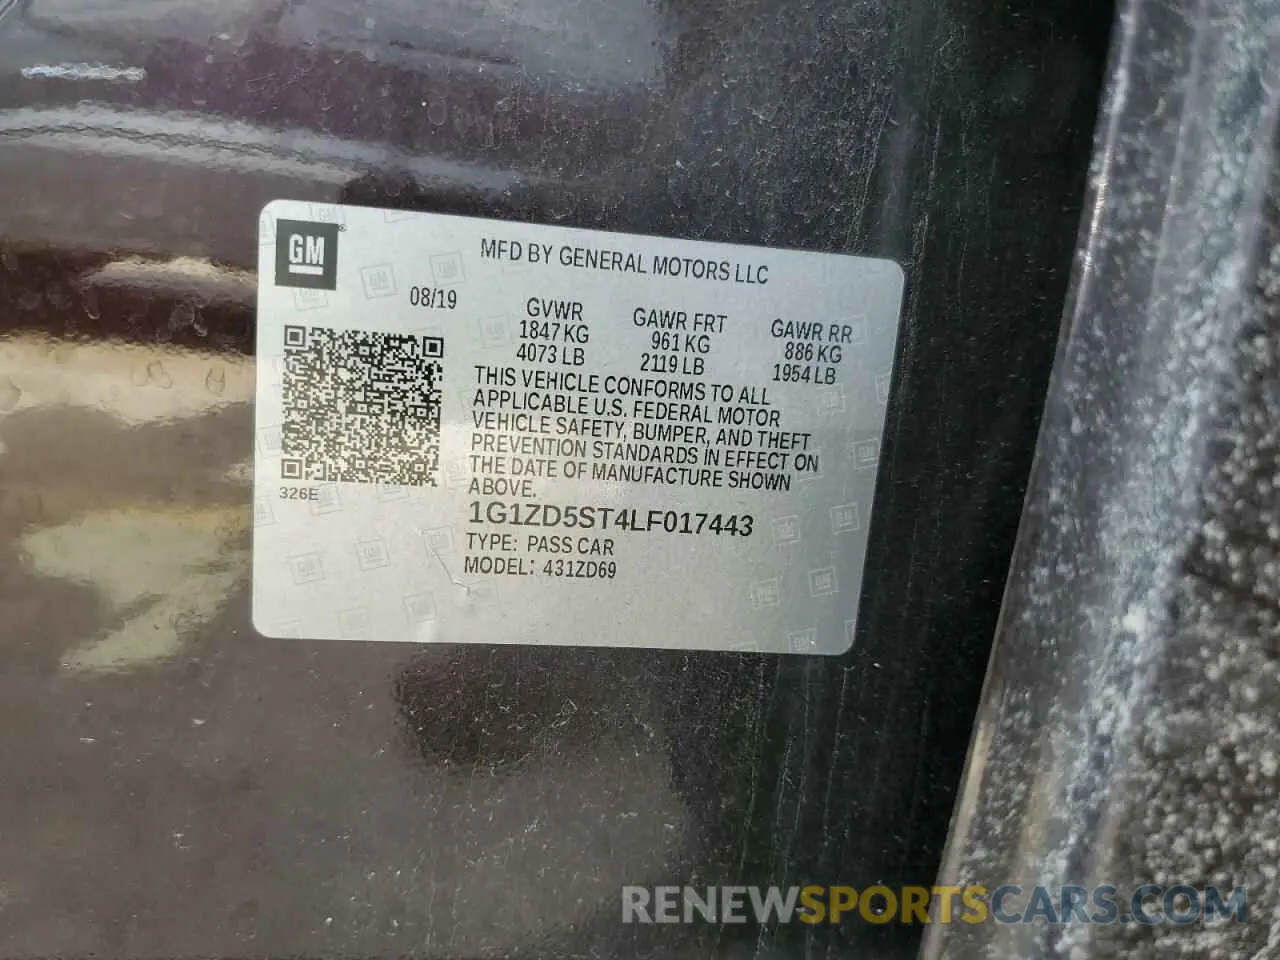 GM
®
MFD BY GENERAL MOTORS LLC
08/19
GVWR
1847 KG
4073 LB
GAWR FRT
961 KG
2119 LB
GAWR RR
886 KG
1954 LB
THIS VEHICLE CONFORMS TO ALL
APPLICABLE U.S. FEDERAL MOTOR
VEHICLE SAFETY, BUMPER, AND THEFT
PREVENTION STANDARDS IN EFFECT ON
THE DATE OF MANUFACTURE SHOWN
ABOVE.
326E
1G1ZD5ST4LF017443
TYPE: PASS CAR
MODEL: 431ZD69
RENEWSPORTSCARS.COM